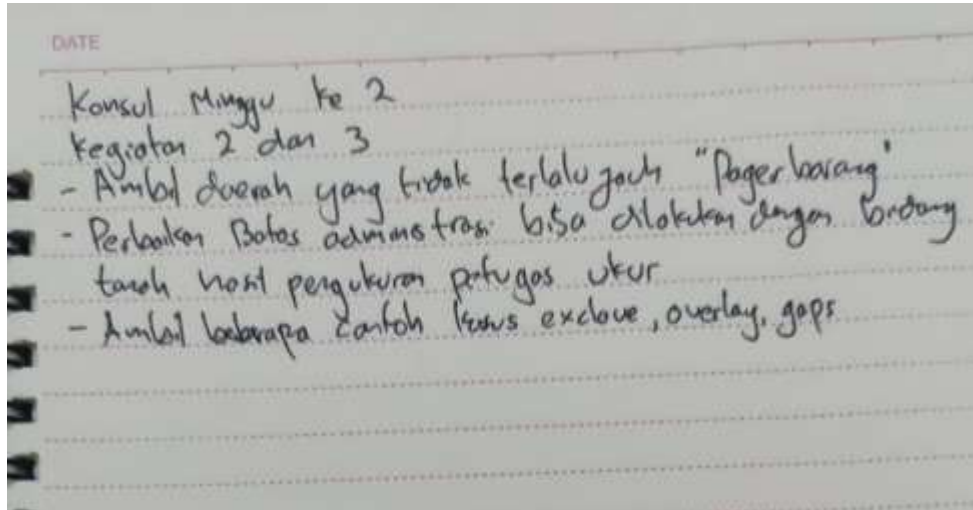 DATE
Konsul Minggu ke 2
kegiatan 2 dan 3
- Ambil daerah yang tidak terlalu jauh "Pagerbarang"
- Perbaikan Batas administrasi bisa dilakukan dengan bidang
tanah hasil pengukuran petugas ukur
- Ambil beberapa contoh kasus exclave, overlay, gaps